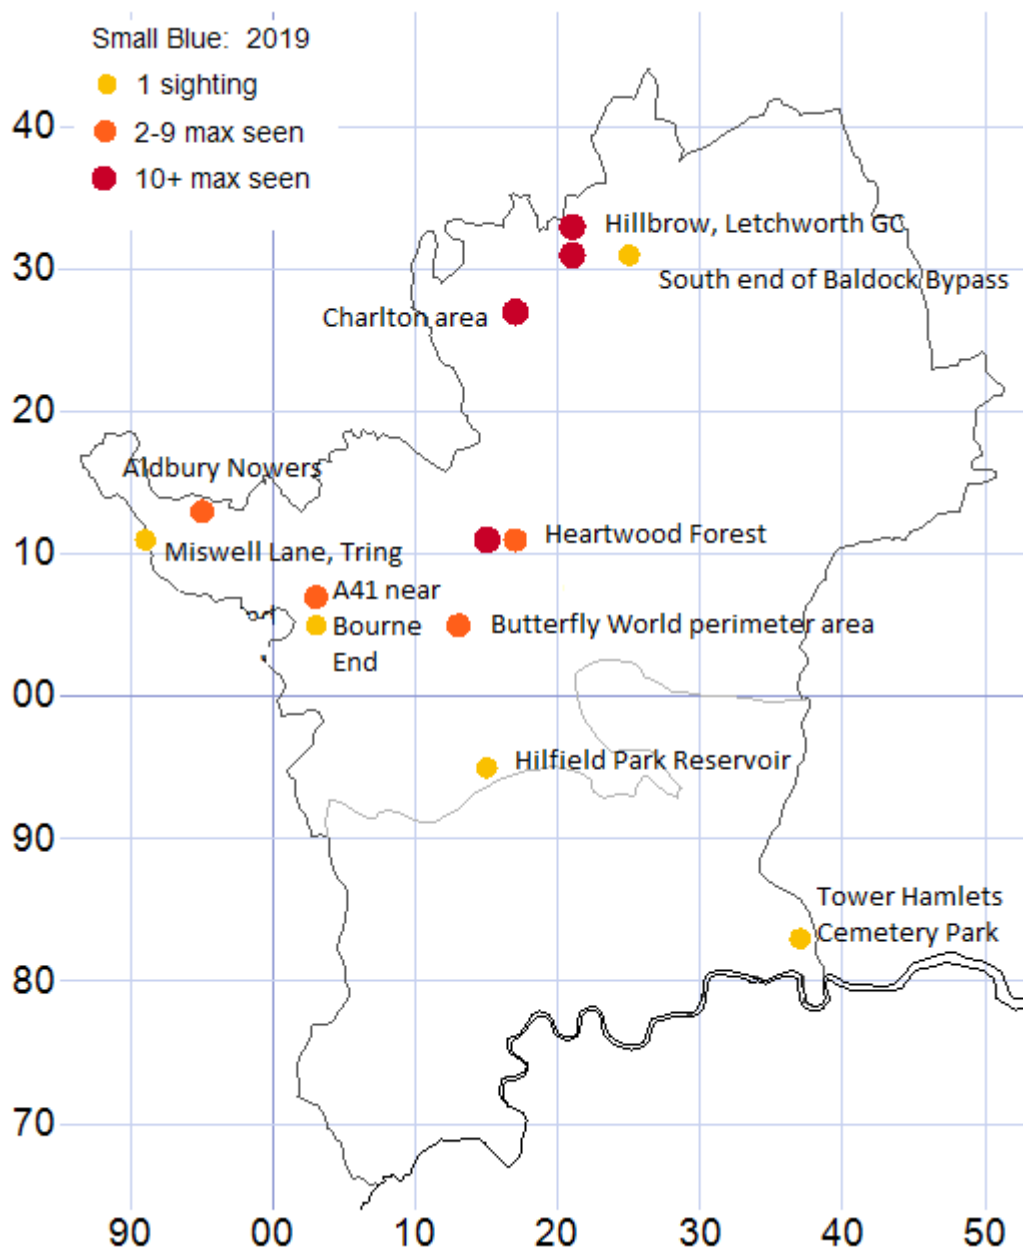 Small Blue: 2019
1 sighting
2-9 max seen
10+ max seen
40
Hillbrow, Letchworth GC
30
South end of Baldock Bypass
Charlton area
20
Aldbury Nowers
10
Heartwood Forest
Miswell Lane, Tring
A41 near
Bourne
End
Butterfly World perimeter area
00
Hilfield Park Reservoir
90
Tower Hamlets
Cemetery Park
80
70
90 00 10 20 30 40 50